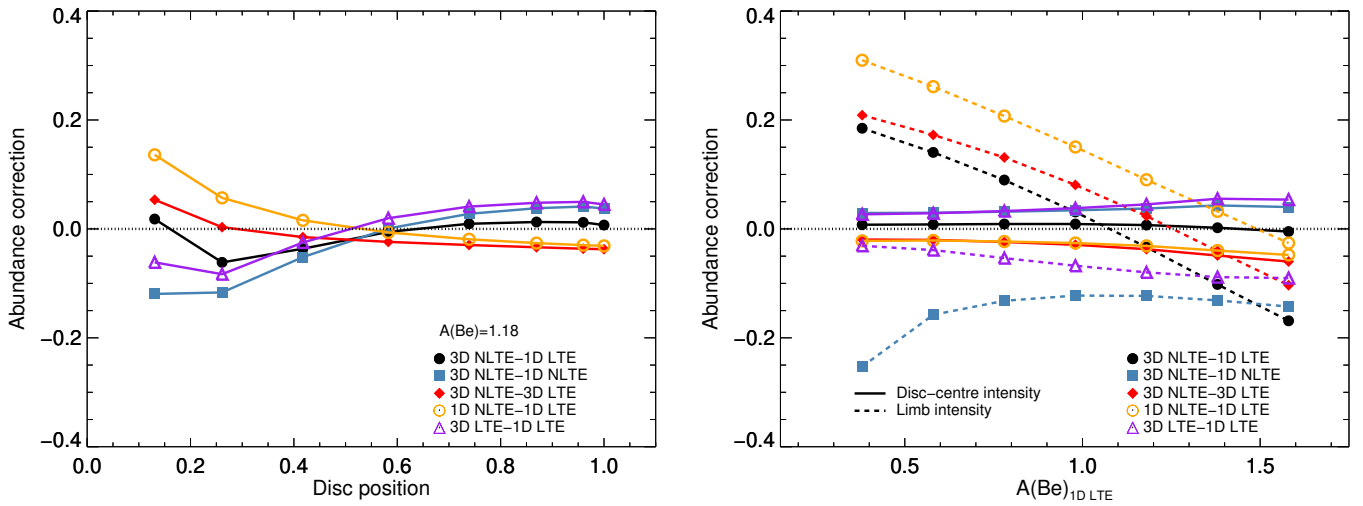 0.4
0.2
0.0
−0.2
−0.4
Abundance correction
A(Be)=1.18
3D NLTE−1D LTE
3D NLTE−1D NLTE
3D NLTE−3D LTE
1D NLTE−1D LTE
3D LTE−1D LTE
0.0 0.2 0.4 0.6 0.8 1.0
Disc position
0.4
0.2
0.0
−0.2
−0.4
Abundance correction
3D NLTE−1D LTE
3D NLTE−1D NLTE
3D NLTE−3D LTE
1D NLTE−1D LTE
3D LTE−1D LTE
Disc−centre intensity
Limb intensity
0.5 1.0 1.5
A(Be)1D LTE